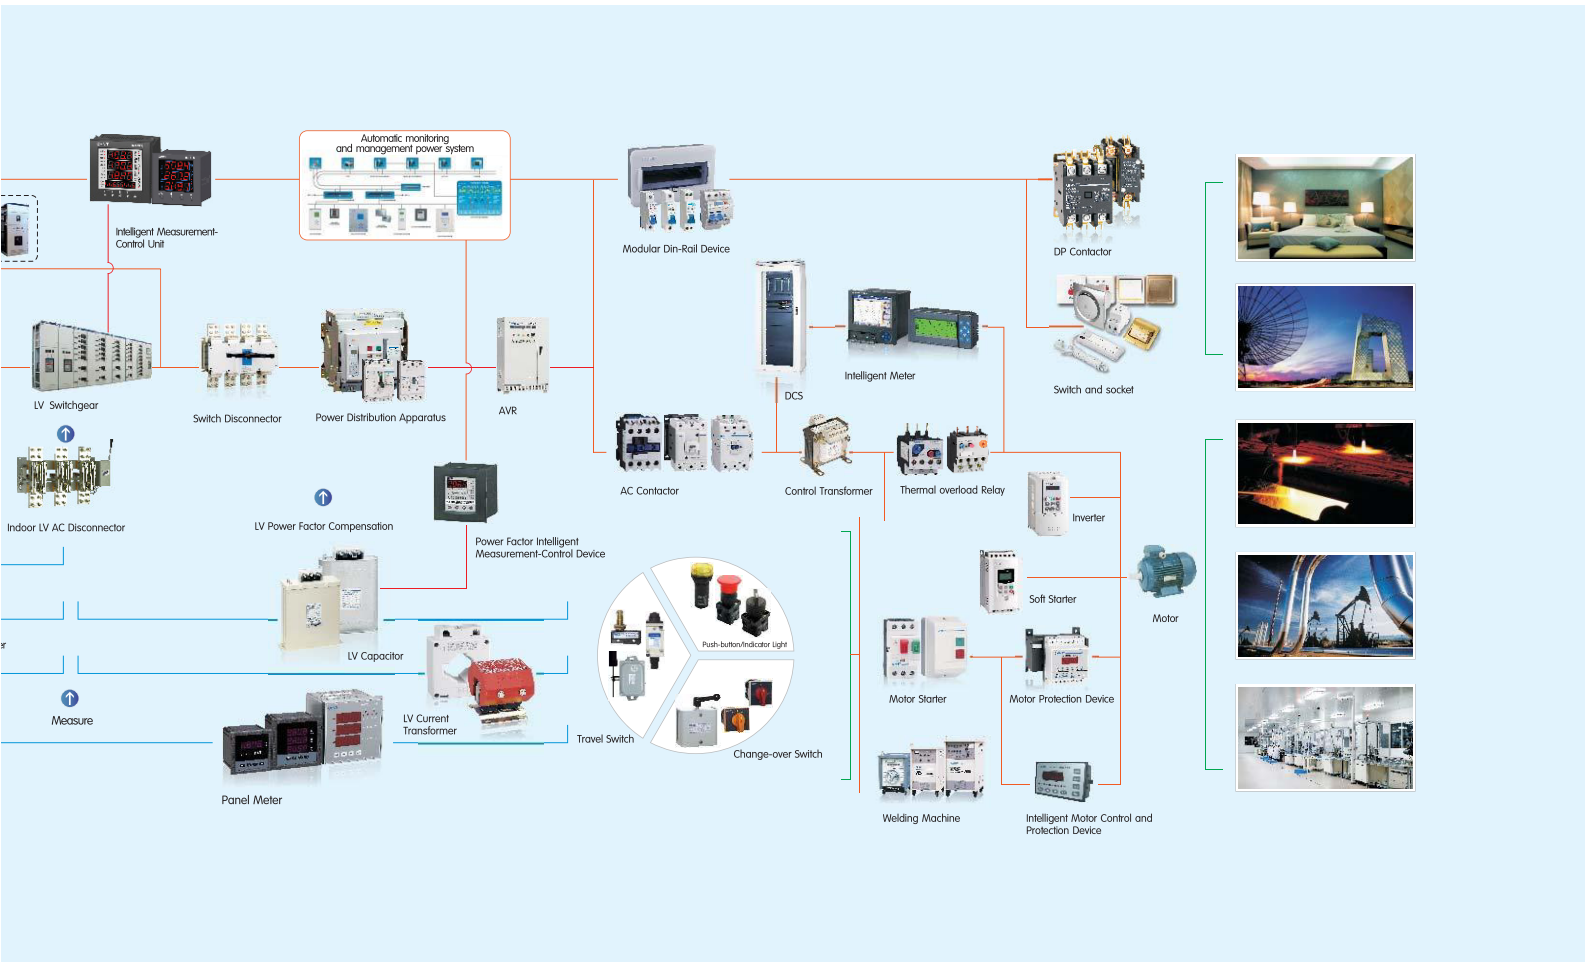 Automatic monitoring
and management power system
Intelligent Measurement-
Control Unit
Modular Din-Rail Device
DP Contactor
Intelligent Meter
Switch and socket
DCS
LV Switchgear
Switch Disconnector
Power Distribution Apparatus
AVR
AC Contactor
Control Transformer
Thermal overload Relay
Inverter
Indoor LV AC Disconnector
LV Power Factor Compensation
Power Factor Intelligent
Measurement-Control Device
Soft Starter
Motor
er
LV Capacitor
Push-button/indicator Light
Motor Starter
Motor Protection Device
Measure
LV Current
Transformer
Travel Switch
Change-over Switch
Panel Meter
Welding Machine
Intelligent Motor Control and
Protection Device